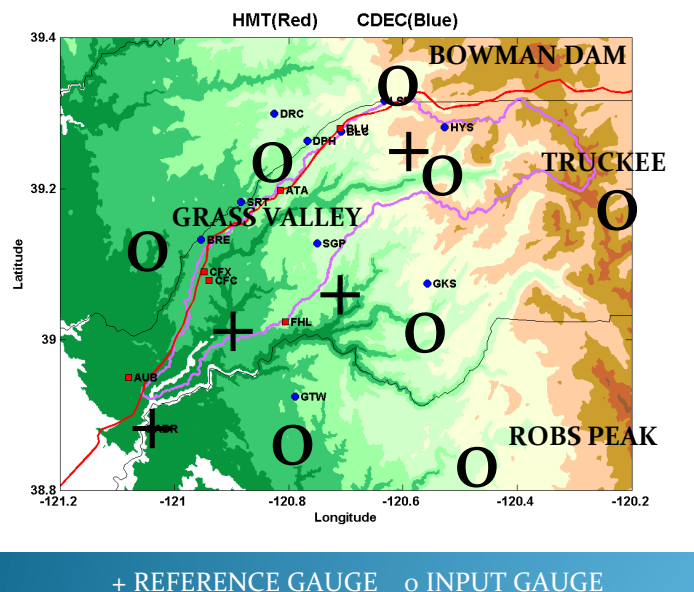 HMT(Red) CDEC(Blue)
39.4
BOWMAN DAM
DRC
HYS
BLU
DPH
TRUCKEE
39.2
ATA
SRT
GRASS VALLEY
BRE
SGP
CFX
CFC
GKS
Latitude
39
FHL
AUB
GTW
ROBS PEAK
38.8
-121.2 -121 -120.8 -120.6 -120.4 -120.2
Longitude
+ REFERENCE GAUGE o INPUT GAUGE